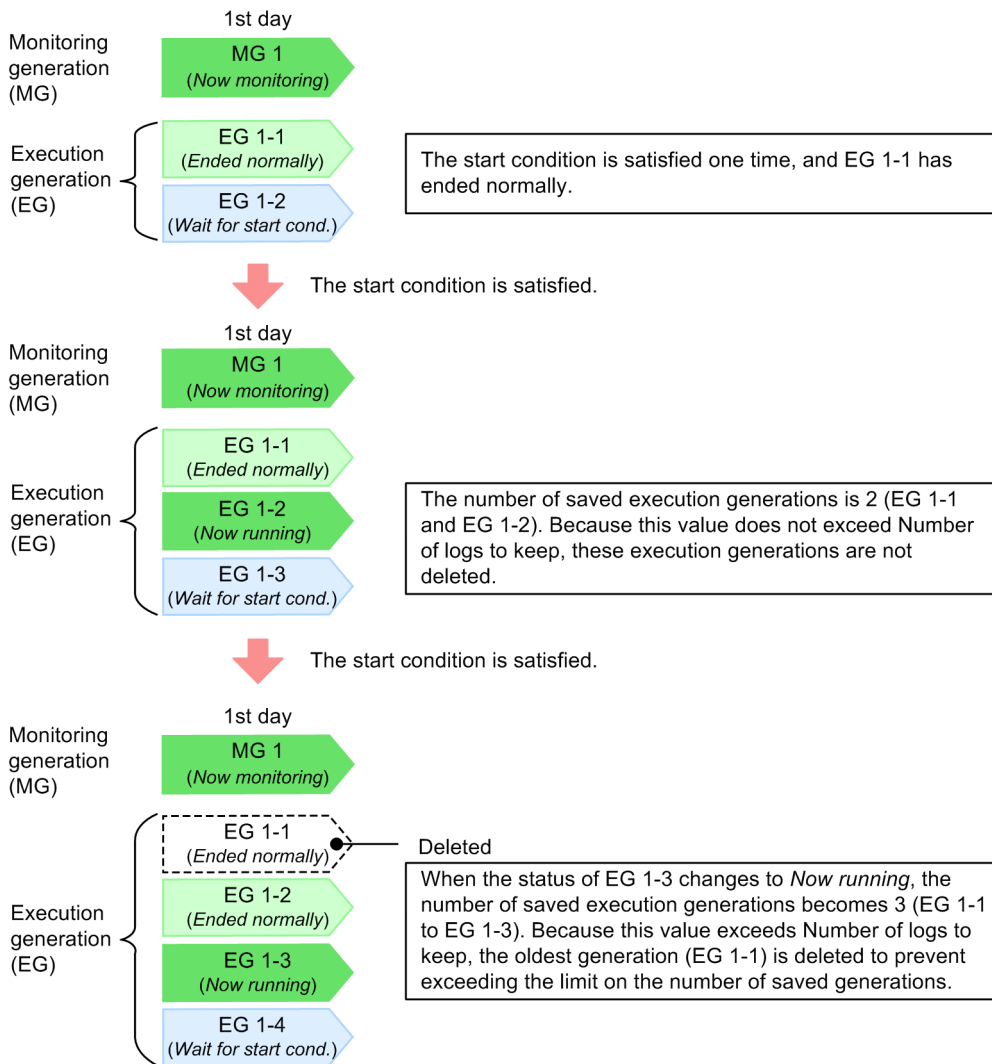 1st day
Monitoring
generation
(MG)
MG 1
(Now monitoring)
Execution
generation
(EG)
EG 1-1
(Ended normally)
EG 1-2
(Wait for start cond.)
The start condition is satisfied one time, and EG 1-1 has
ended normally.
The start condition is satisfied.
1st day
Monitoring
generation
(MG)
MG 1
(Now monitoring)
Execution
generation
(EG)
EG 1-1
(Ended normally)
EG 1-2
(Now running)
EG 1-3
(Wait for start cond.)
The number of saved execution generations is 2 (EG 1-1
and EG 1-2). Because this value does not exceed Number
of logs to keep, these execution generations are not
deleted.
The start condition is satisfied.
1st day
Monitoring
generation
(MG)
MG 1
(Now monitoring)
Execution
generation
(EG)
EG 1-1
(Ended normally)
Deleted
EG 1-2
(Ended normally)
EG 1-3
(Now running)
EG 1-4
(Wait for start cond.)
When the status of EG 1-3 changes to Now running, the
number of saved execution generations becomes 3 (EG 1-1
to EG 1-3). Because this value exceeds Number of logs to
keep, the oldest generation (EG 1-1) is deleted to prevent
exceeding the limit on the number of saved generations.